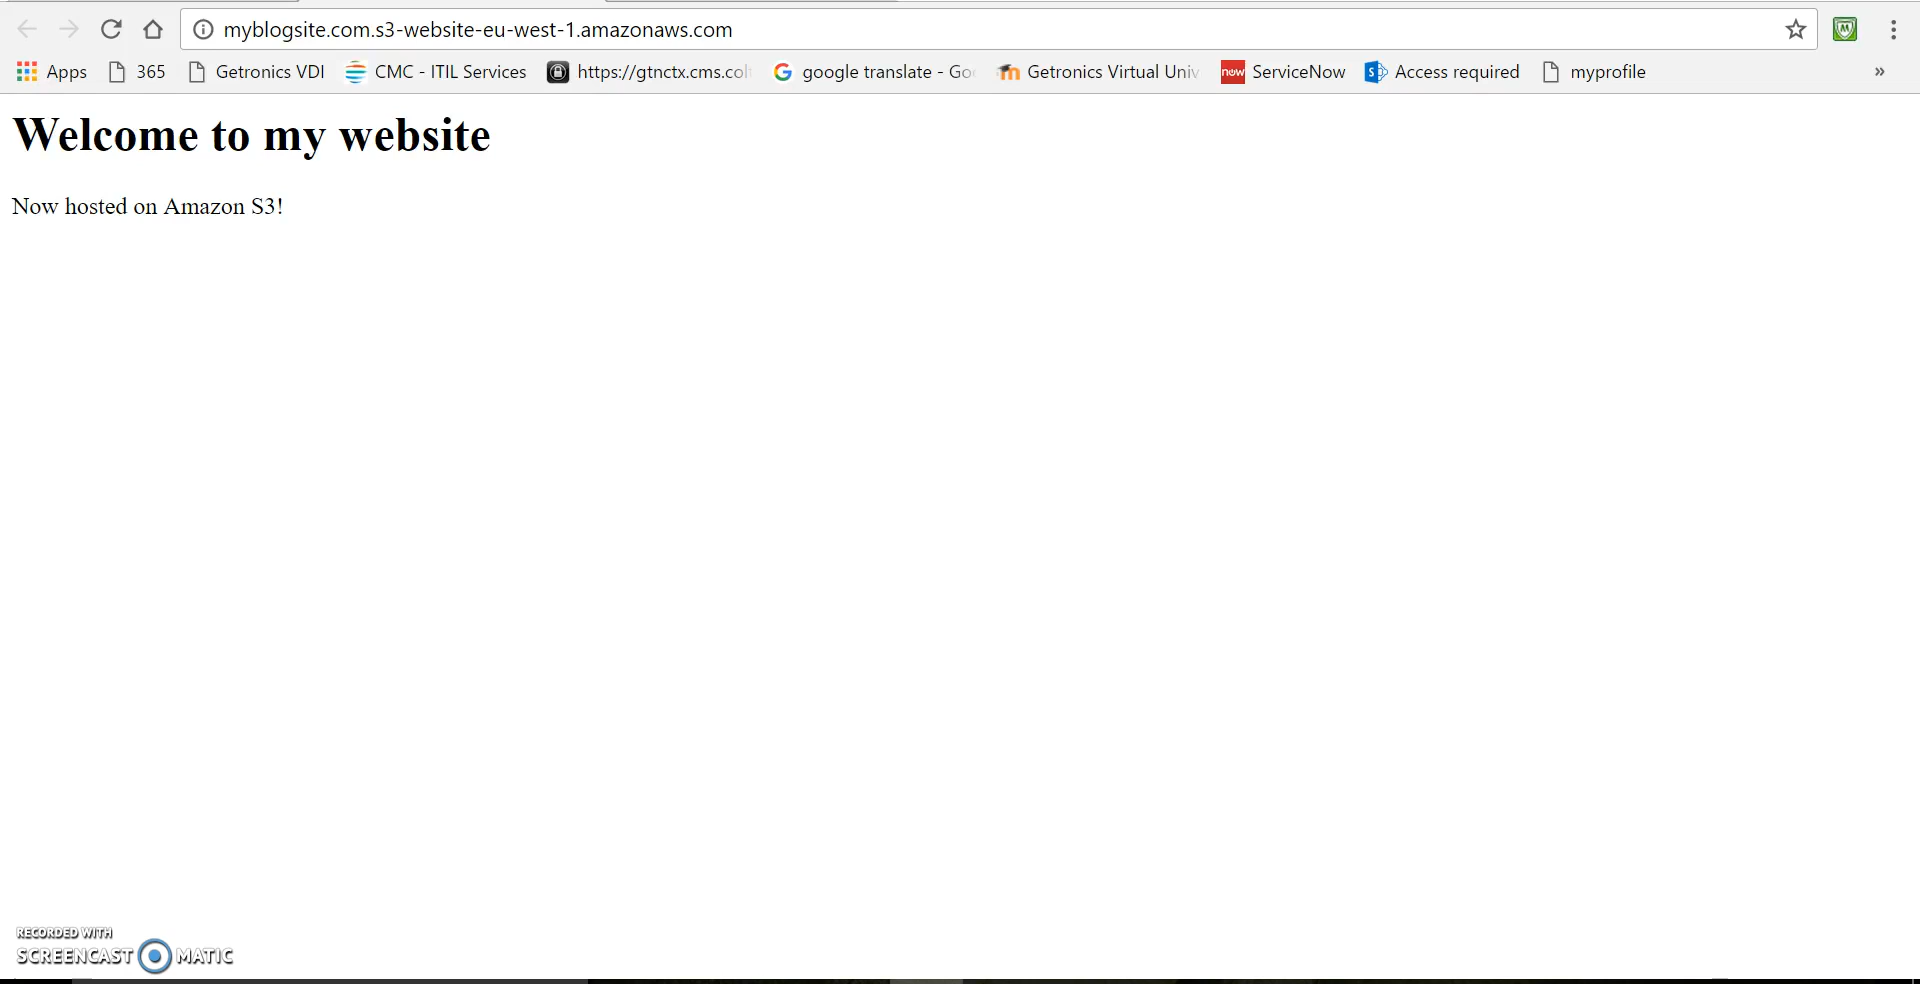 myblogsite.com.s3-website-eu-west-1.amazonaws.com
Apps 365 Getronics VDI CMC - ITIL Services https://gtnctx.cms.col google translate - Go Getronics Virtual Univ now ServiceNow S Access required myprofile »
Welcome to my website
Now hosted on Amazon S3!
RECORDED WITH
SCREENCAST MATIC